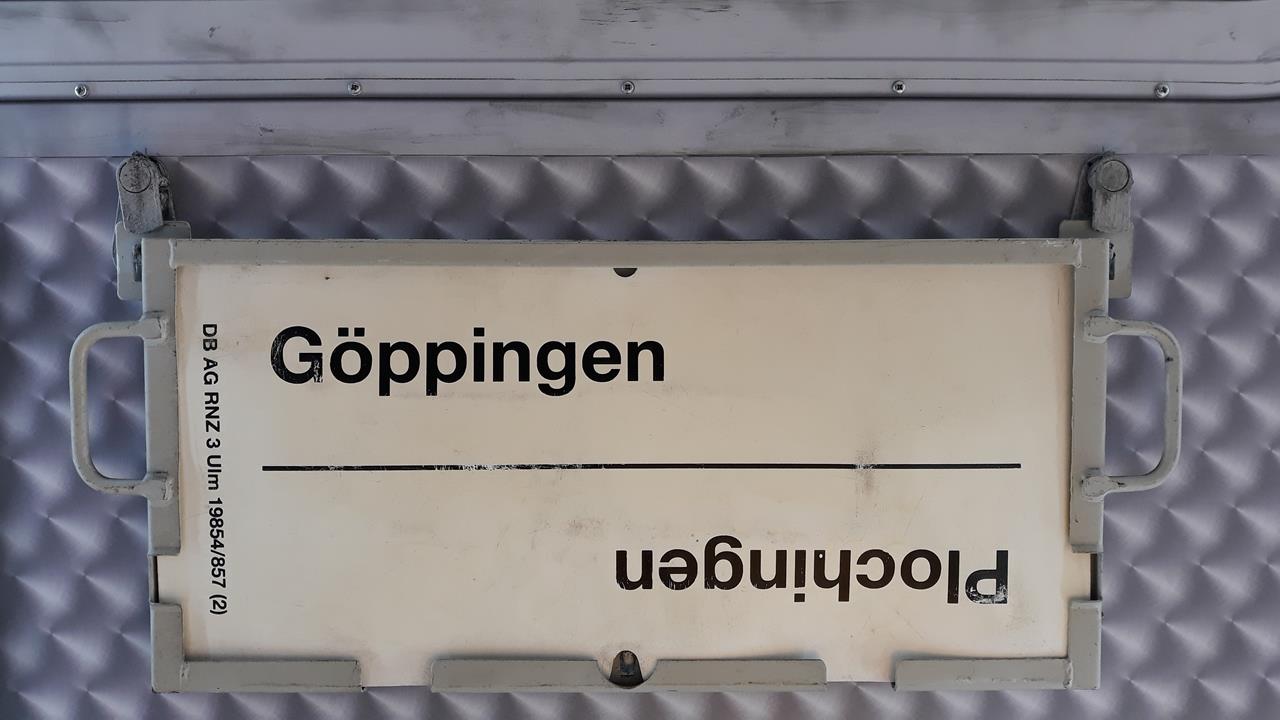 Göppingen
Plochingen
DB AG RNZ 3 Ulm 19854/857 (2)